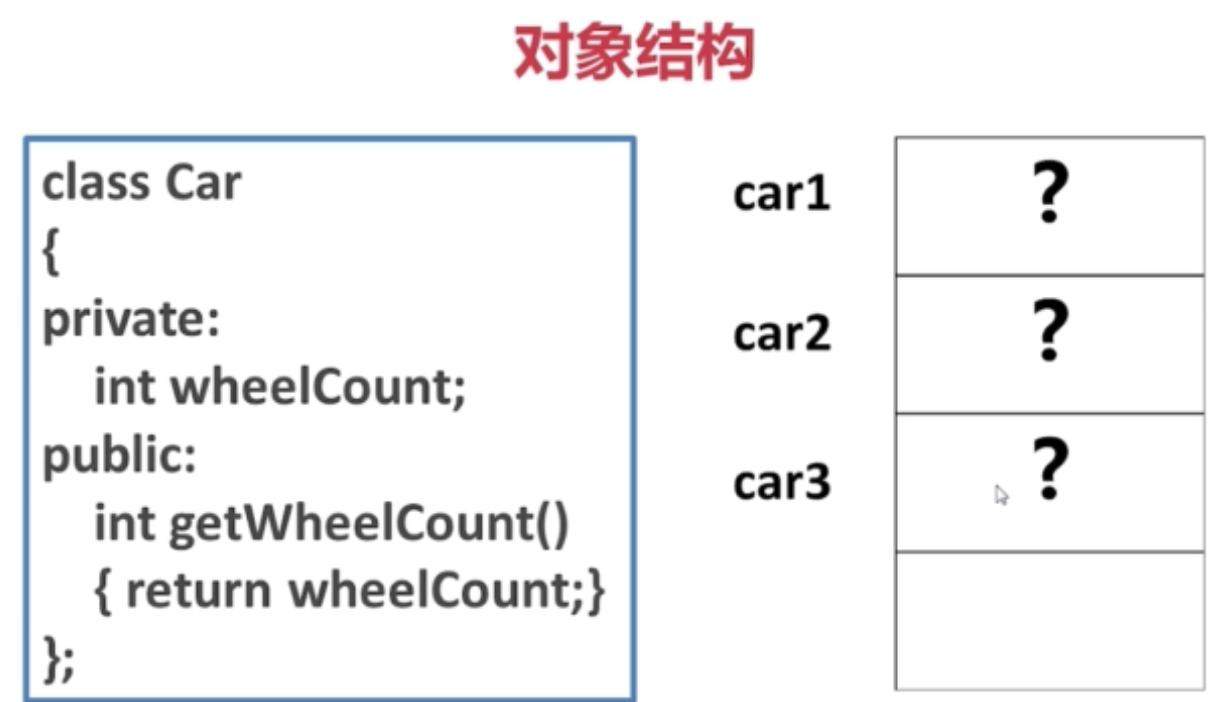 对象结构
class Car
{
private:
int wheelCount;
public:
int getWheelCount()
{ return wheelCount;}
};
car1
?
car2
?
car3
?